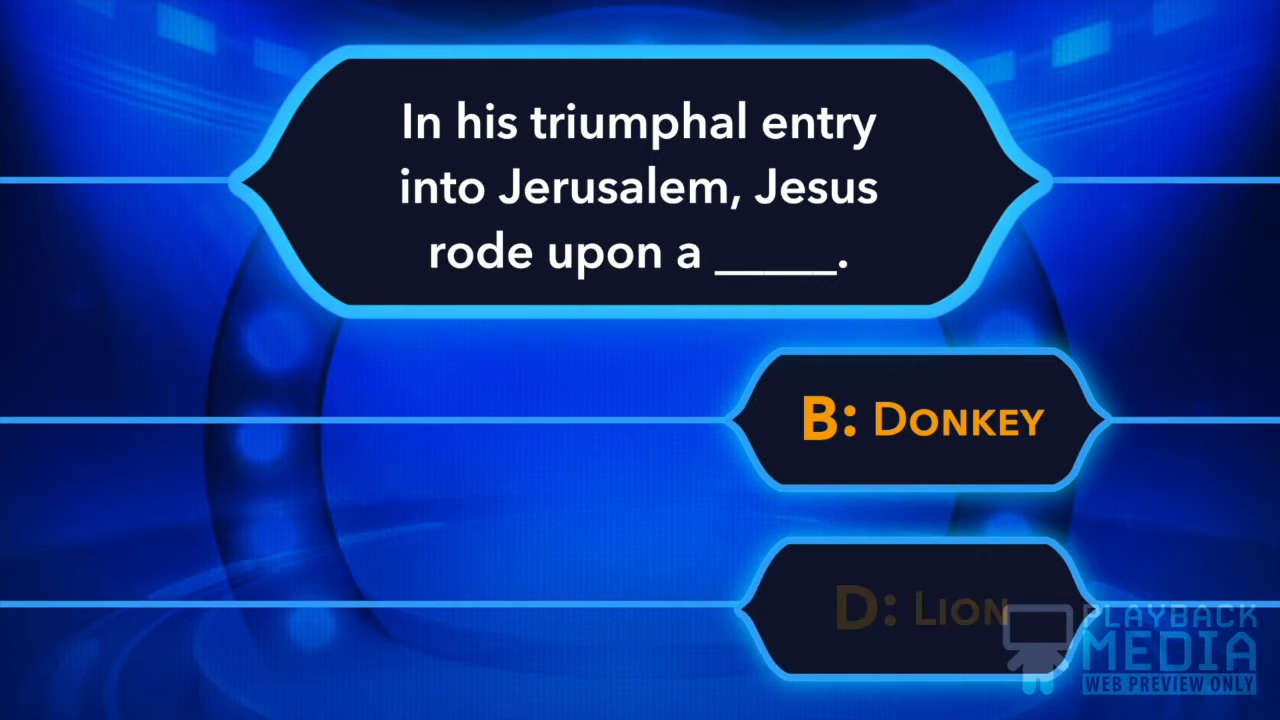 In his triumphal entry
into Jerusalem, Jesus
rode upon a _____.
B: DONKEY
D: LION
PLAYBACK
MEDIA
WEB PREVIEW ONLY